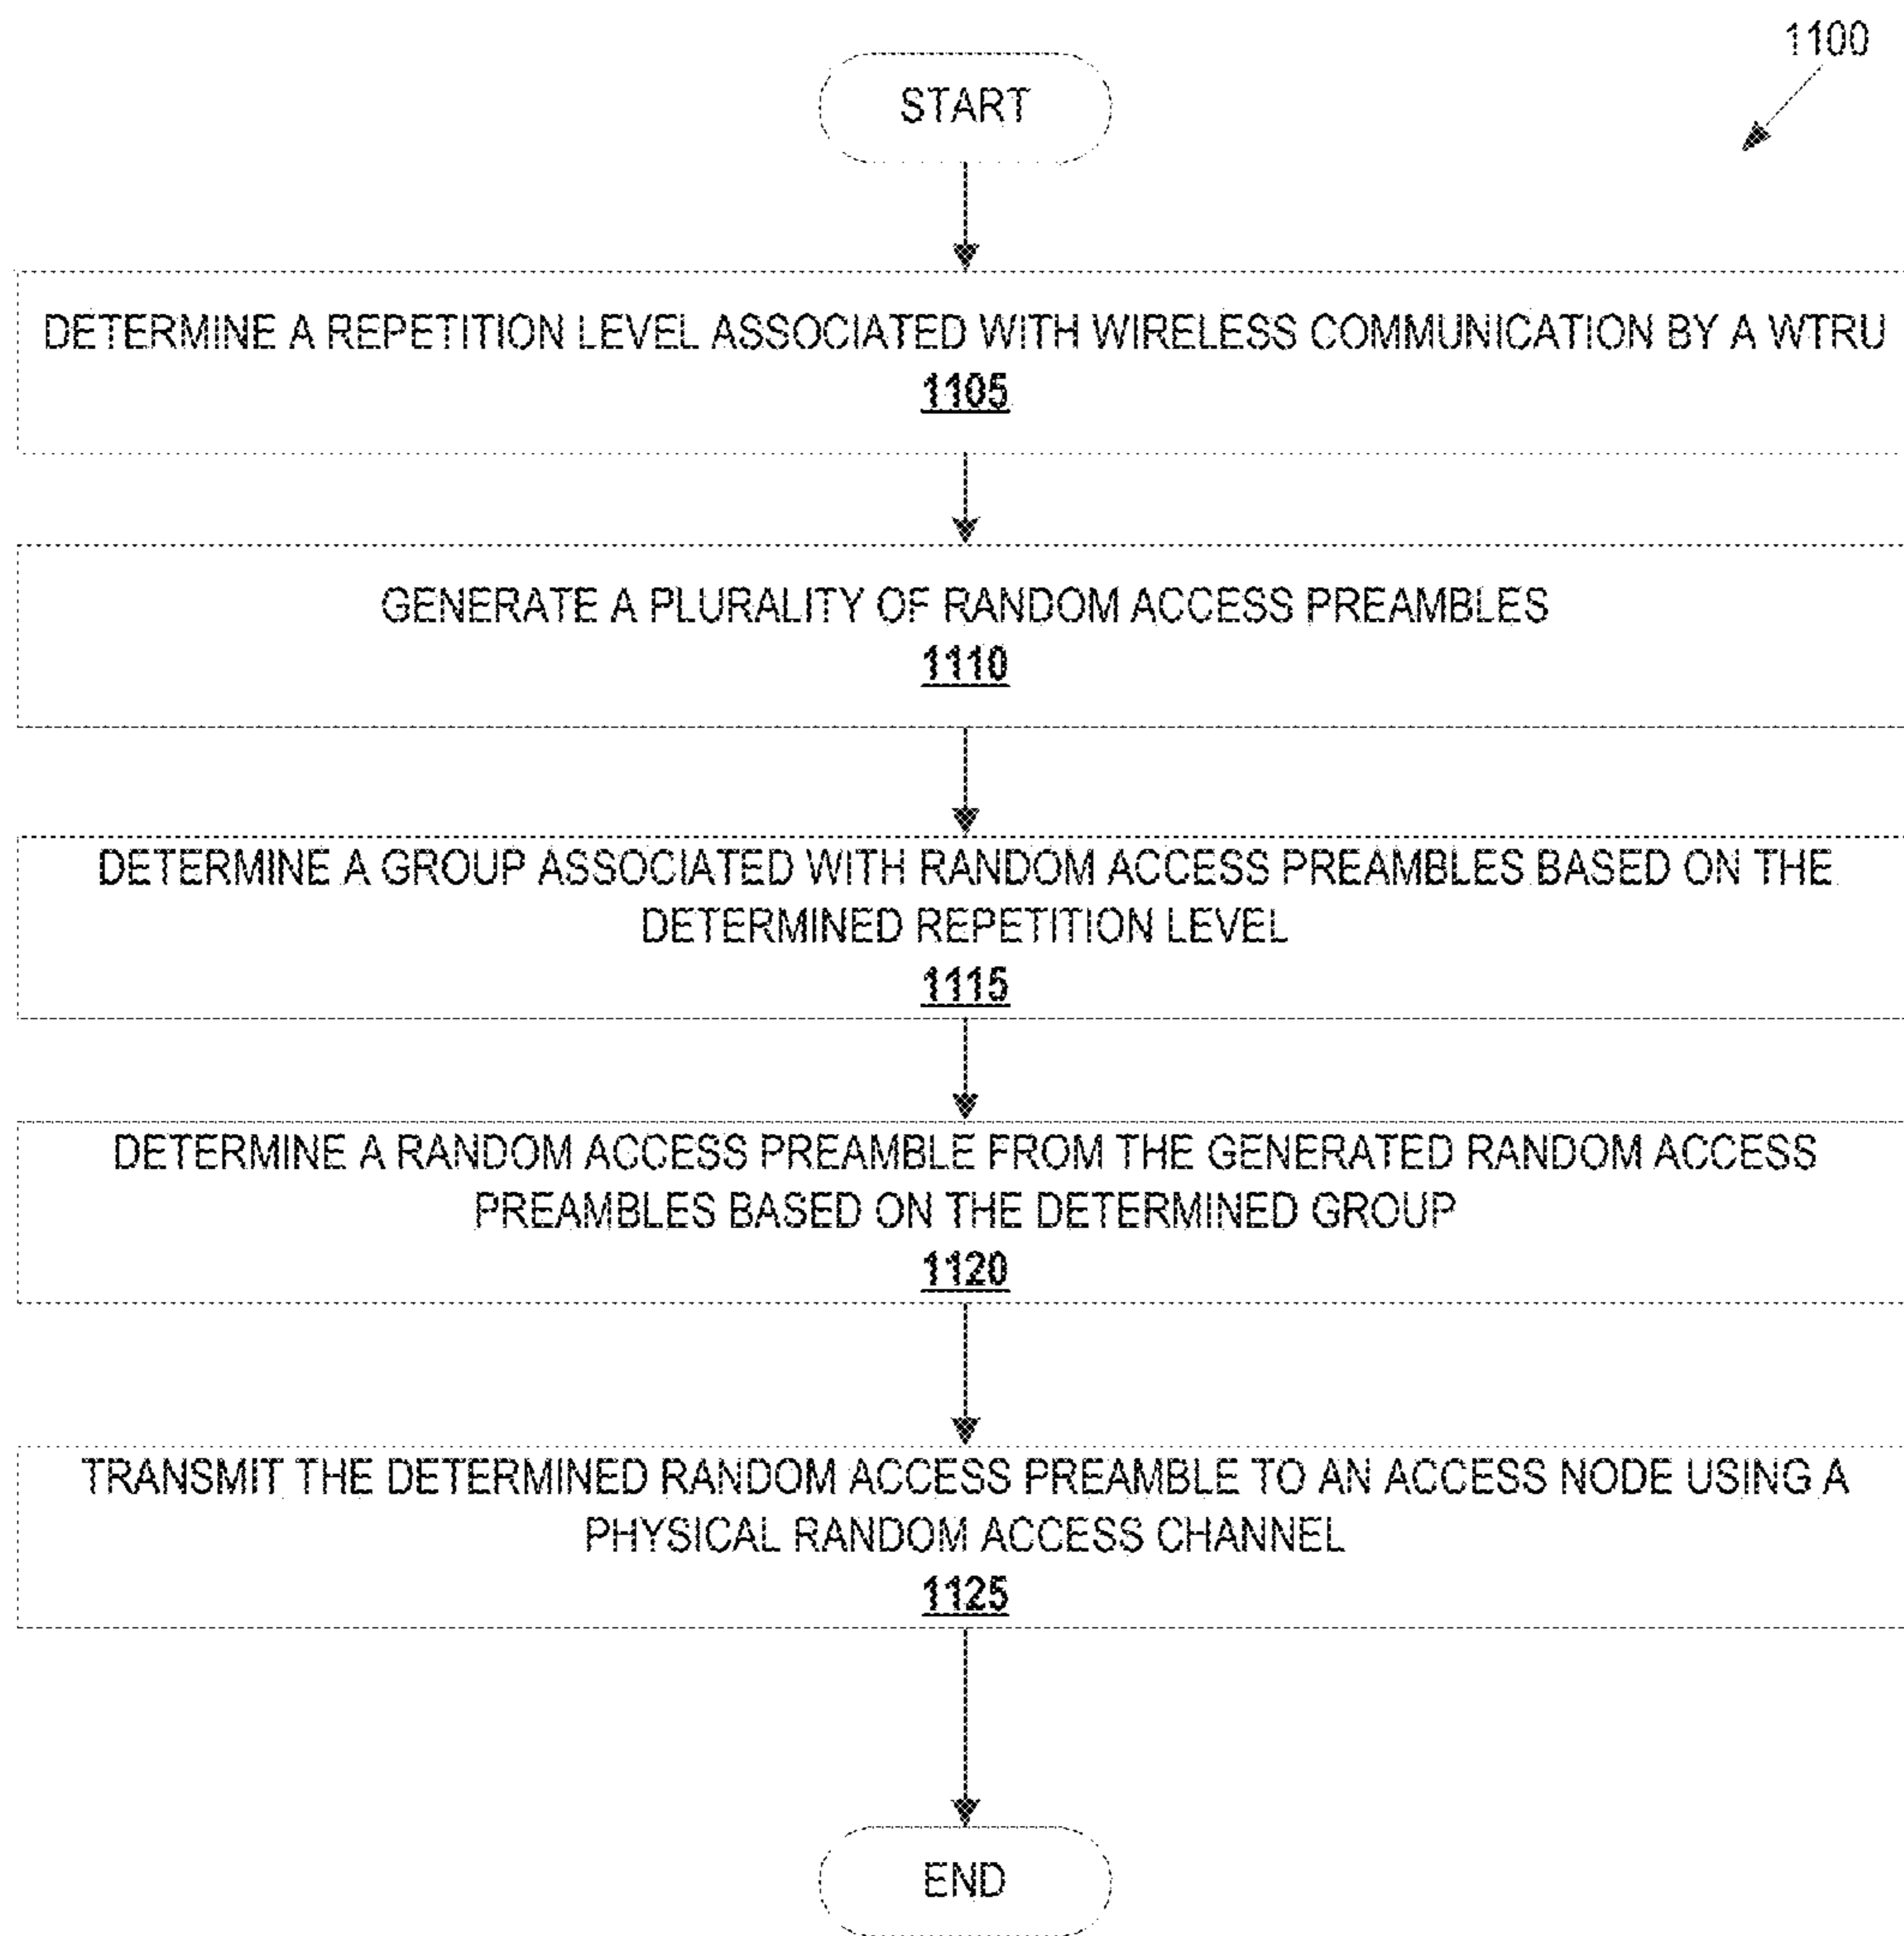 1100
START
DETERMINE A REPETITION LEVEL ASSOCIATED WITH WIRELESS COMMUNICATION BY A WTRU
1105
GENERATE A PLURALITY OF RANDOM ACCESS PREAMBLES
1110
DETERMINE A GROUP ASSOCIATED WITH RANDOM ACCESS PREAMBLES BASED ON THE
DETERMINED REPETITION LEVEL
1115
DETERMINE A RANDOM ACCESS PREAMBLE FROM THE GENERATED RANDOM ACCESS
PREAMBLES BASED ON THE DETERMINED GROUP
1120
TRANSMIT THE DETERMINED RANDOM ACCESS PREAMBLE TO AN ACCESS NODE USING A
PHYSICAL RANDOM ACCESS CHANNEL
1125
END